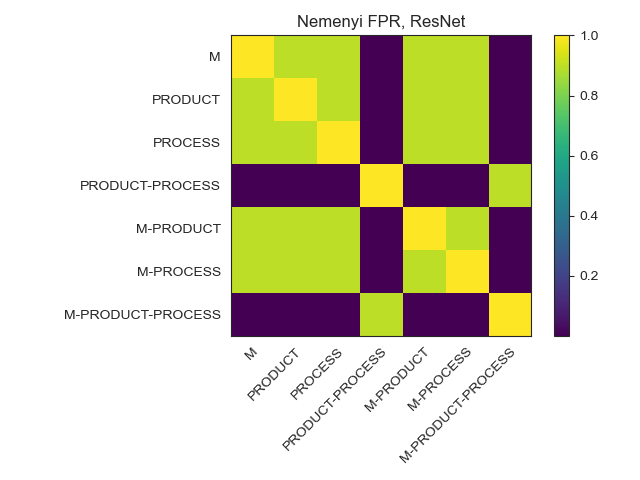 Nemenyi FPR, ResNet
M
PRODUCT
PROCESS
PRODUCT-PROCESS
M-PRODUCT
M-PROCESS
M-PRODUCT-PROCESS
M
PRODUCT
PROCESS
PRODUCT-PROCESS
M-PRODUCT
M-PROCESS
M-PRODUCT-PROCESS
1.0
0.8
0.6
0.4
0.2